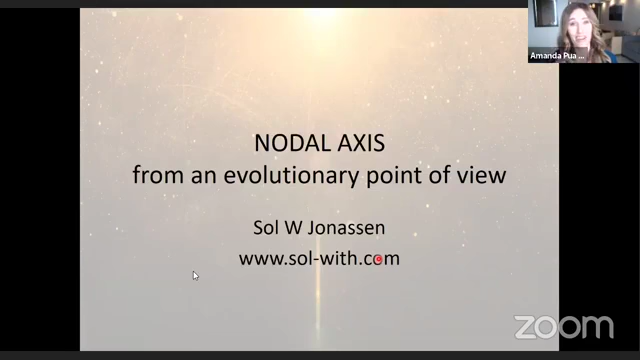 Amanda Pua ...
NODAL AXIS
from an evolutionary point of view
Sol W Jonassen
www.sol-with.com
zoom